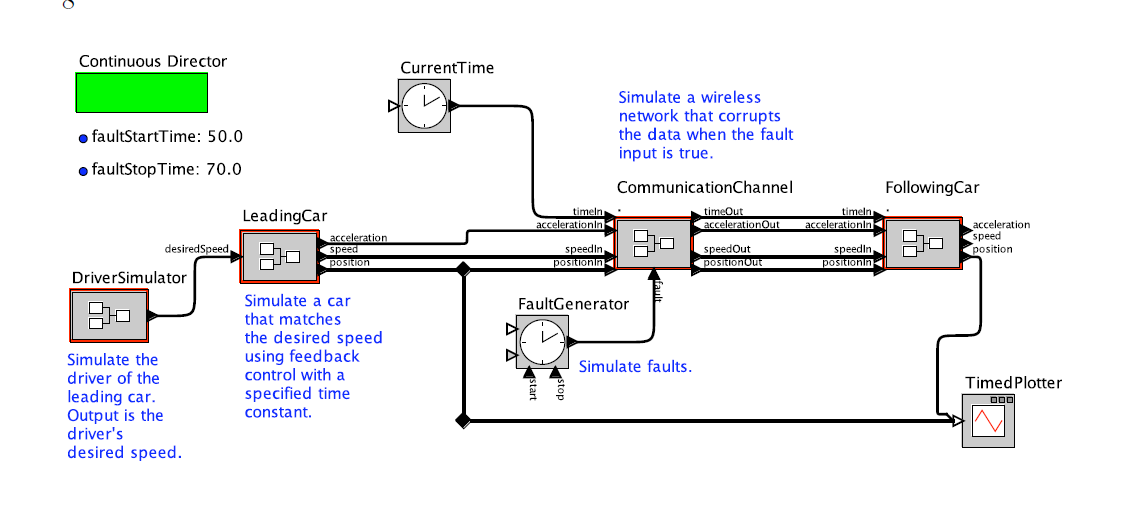 Continuous Director
faultStartTime: 50.0
faultStopTime: 70.0
CurrentTime
Simulate a wireless
network that corrupts
the data when the fault
input is true.
CommunicationChannel
FollowingCar
LeadingCar
desiredSpeed
acceleration
speed
position
timeIn
accelerationIn
speedIn
positionIn
timeOut
accelerationOut
speedOut
positionOut
timeIn
accelerationIn
speedIn
positionIn
acceleration
speed
position
DriverSimulator
Simulate the
driver of the
leading car.
Output is the
driver's
desired speed.
Simulate a car
that matches
the desired speed
using feedback
control with a
specified time
constant.
FaultGenerator
fault
start
stop
Simulate faults.
TimedPlotter